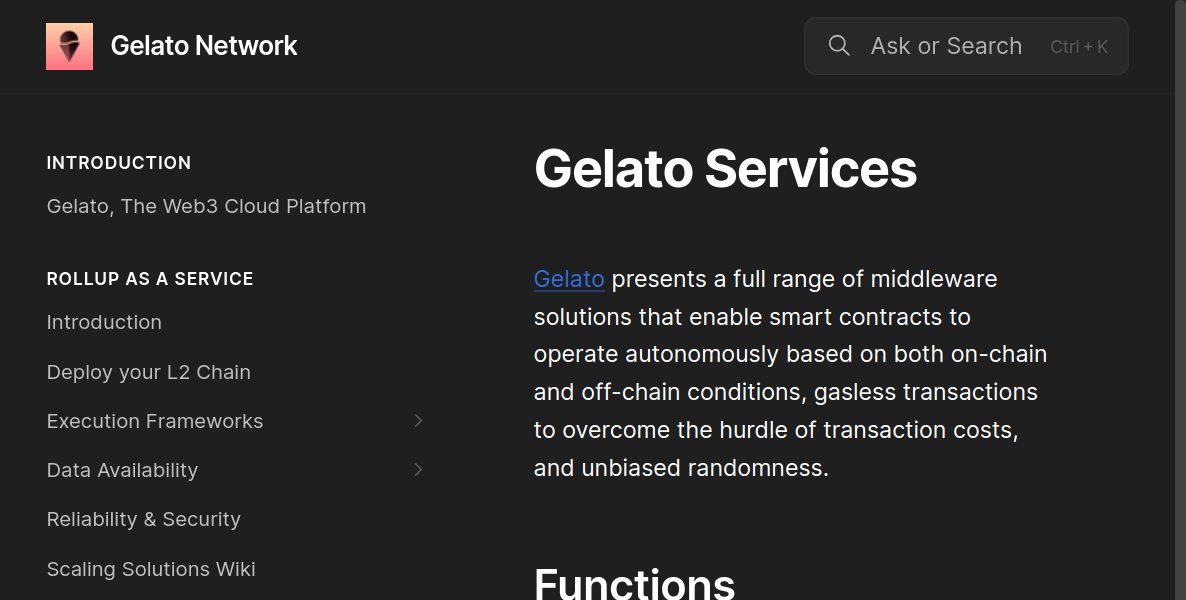 Gelato Network
Ask or Search Ctrl + K
INTRODUCTION
Gelato, The Web3 Cloud Platform
ROLLUP AS A SERVICE
Introduction
Deploy your L2 Chain
Execution Frameworks
Data Availability
Reliability & Security
Scaling Solutions Wiki
Gelato Services
Gelato presents a full range of middleware
solutions that enable smart contracts to
operate autonomously based on both on-chain
and off-chain conditions, gasless transactions
to overcome the hurdle of transaction costs,
and unbiased randomness.
Functions